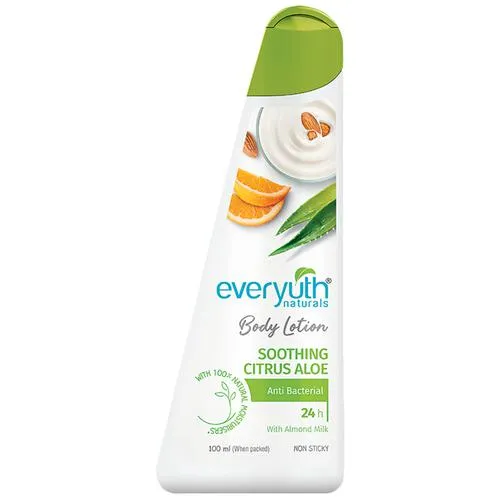 everyuth®
naturals
Body Lotion
SOOTHING
CITRUS ALOE
Anti Bacterial
24h
With Almond Milk
WITH 100% NATURAL MOISTURISERS*
100 ml (When packed)
NON STICKY